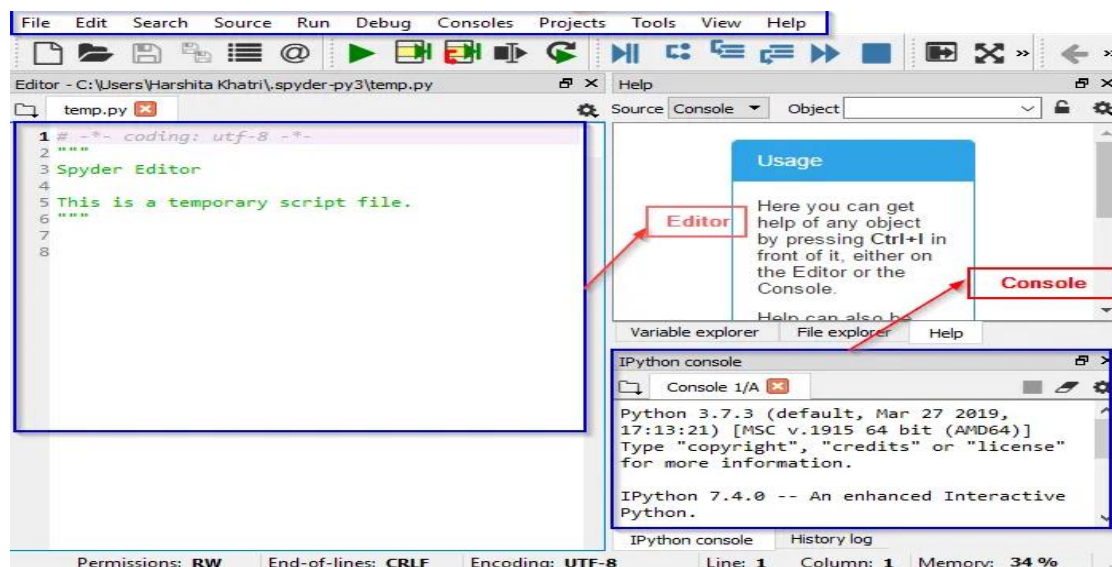 File Edit Search Source Run Debug Consoles Projects Tools View Help
Editor - C:\Users\Harshita Khatri\.spyder-py3\temp.py
temp.py
1 # -*- coding: utf-8 -*-
2 """
3 Spyder Editor
4
5 This is a temporary script file.
6 """
7
8
Editor
Help
Source Console Object
Usage
Here you can get
help of any object
by pressing Ctrl+I in
front of it, either on
the Editor or the
Console.
Help can also be
Console
Variable explorer File explorer Help
IPython console
Console 1/A
Python 3.7.3 (default, Mar 27 2019,
17:13:21) [MSC v.1915 64 bit (AMD64)]
Type "copyright", "credits" or "license"
for more information.
IPython 7.4.0 -- An enhanced Interactive
Python.
IPython console History log
Permissions: RW End-of-lines: CRLF Encoding: UTF-8 Line: 1 Column: 1 Memory: 34 %